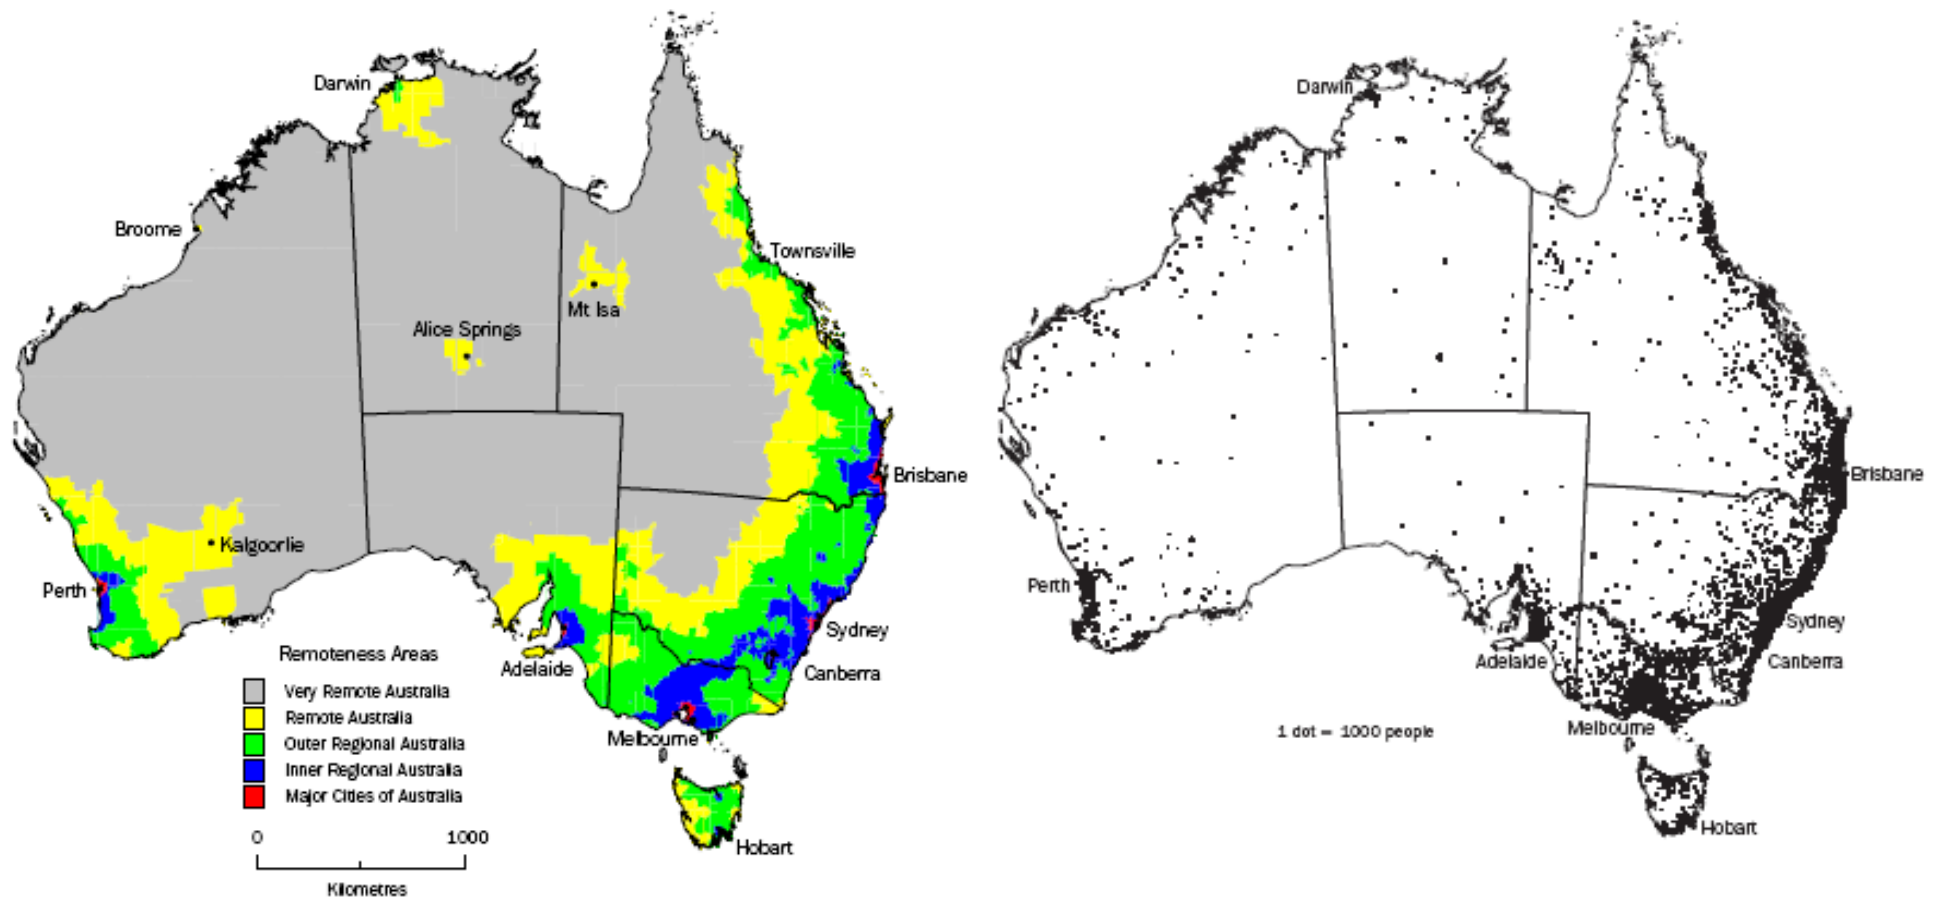 Darwin
Broome
Townsville
Mt Isa
Alice Springs
Brisbane
Kalgoorlie
Perth
Sydney
Adelaide
Canberra
Melbourne
Hobart
Remoteness Areas
Very Remote Australia
Remote Australia
Outer Regional Australia
Inner Regional Australia
Major Cities of Australia
0 1000
Kilometres
Darwin
Brisbane
Perth
Sydney
Adelaide
Canberra
Melbourne
1 dot = 1000 people
Hobart